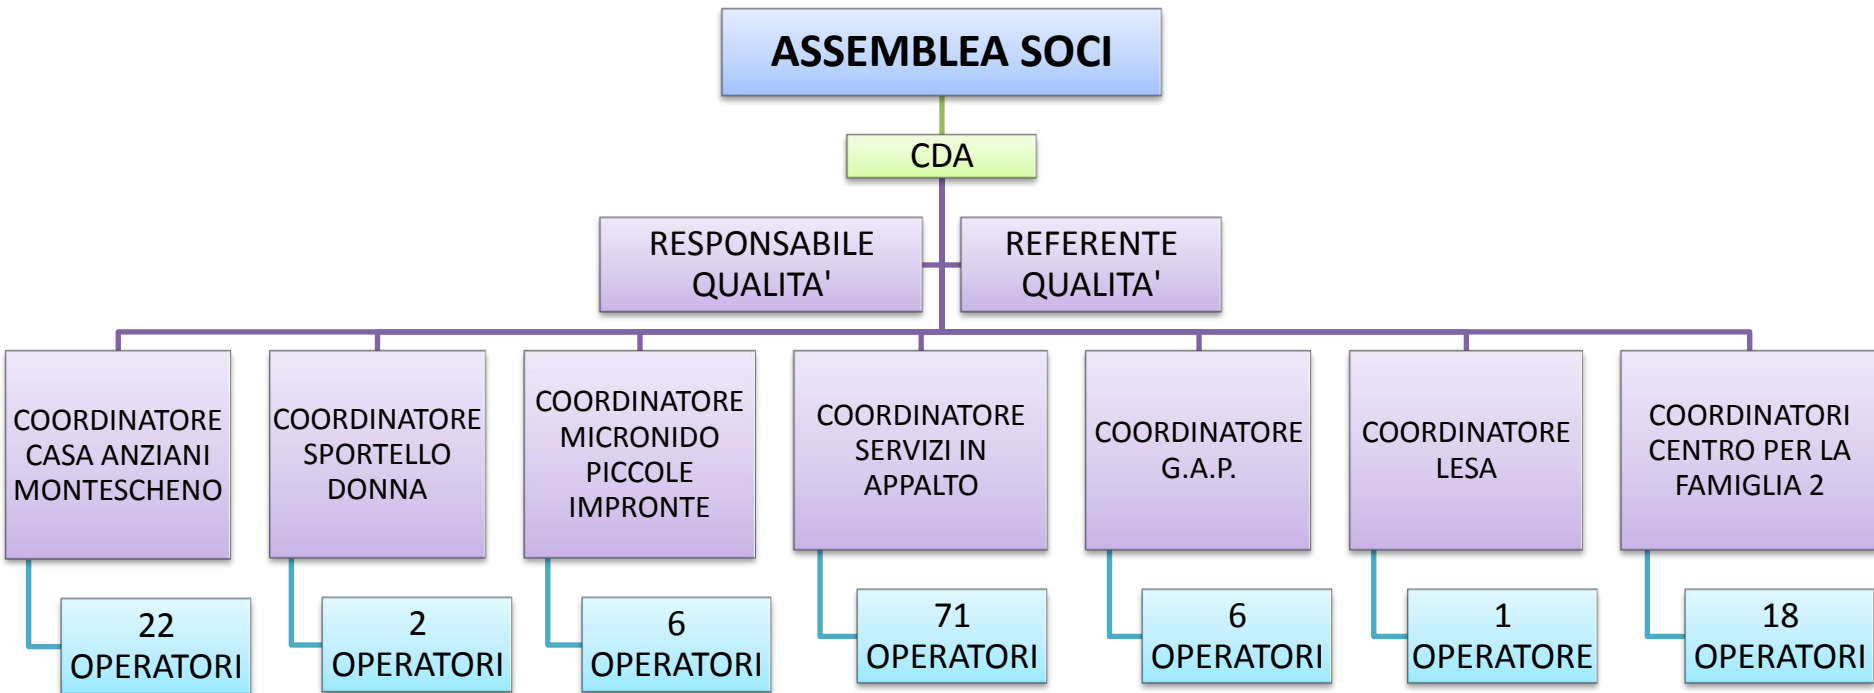 ASSEMBLEA SOCI
CDA
RESPONSABILE
QUALITA'
REFERENTE
QUALITA'
COORDINATORE
CASA ANZIANI
MONTESCHENO
COORDINATORE
SPORTELLO
DONNA
COORDINATORE
MICRONIDO
PICCOLE
IMPRONTE
COORDINATORE
SERVIZI IN
APPALTO
COORDINATORE
G.A.P.
COORDINATORE
LESA
COORDINATORI
CENTRO PER LA
FAMIGLIA 2
22
OPERATORI
2
OPERATORI
6
OPERATORI
71
OPERATORI
6
OPERATORI
1
OPERATORE
18
OPERATORI